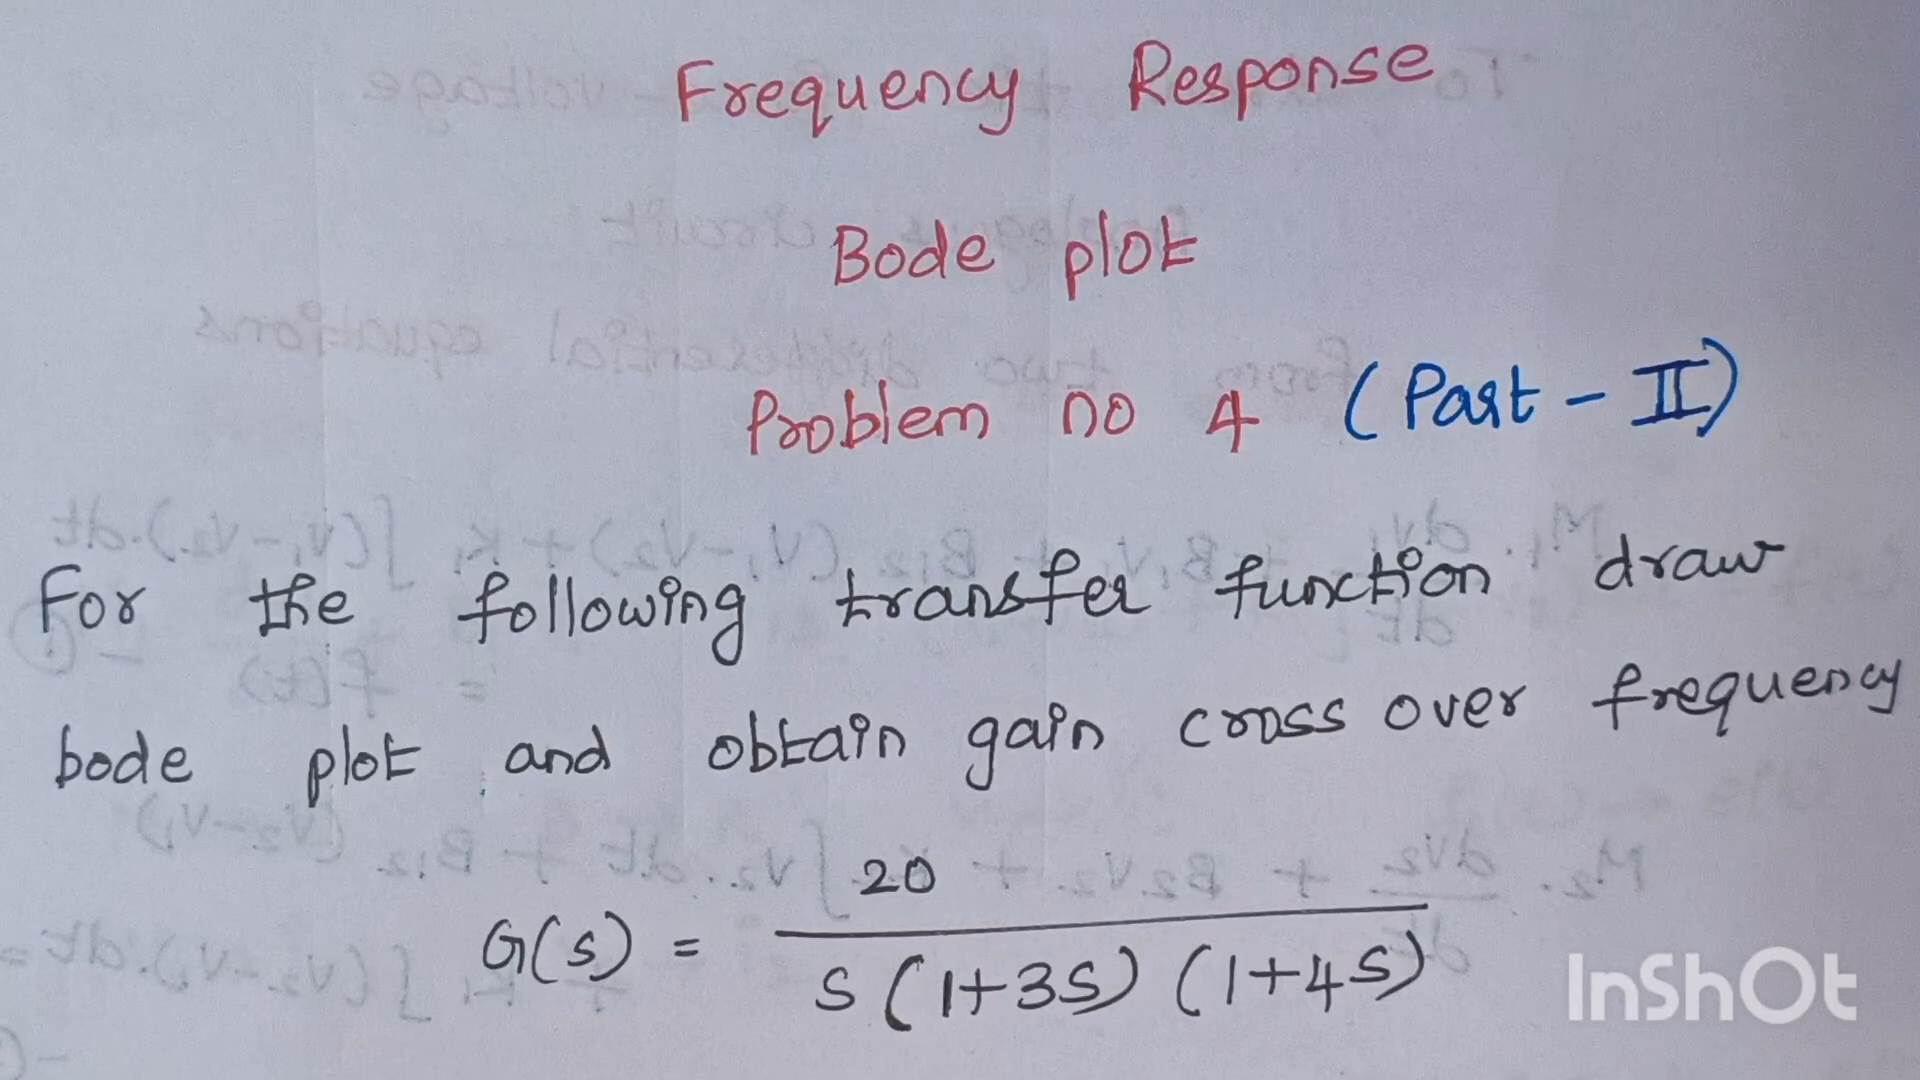 Frequency Response
Bode plot
Problem no 4 (Part - II)
For the following transfer function draw
bode plot and obtain gain cross over frequency
G(s) = 20 / S(1+3S)(1+4S)
InShOt